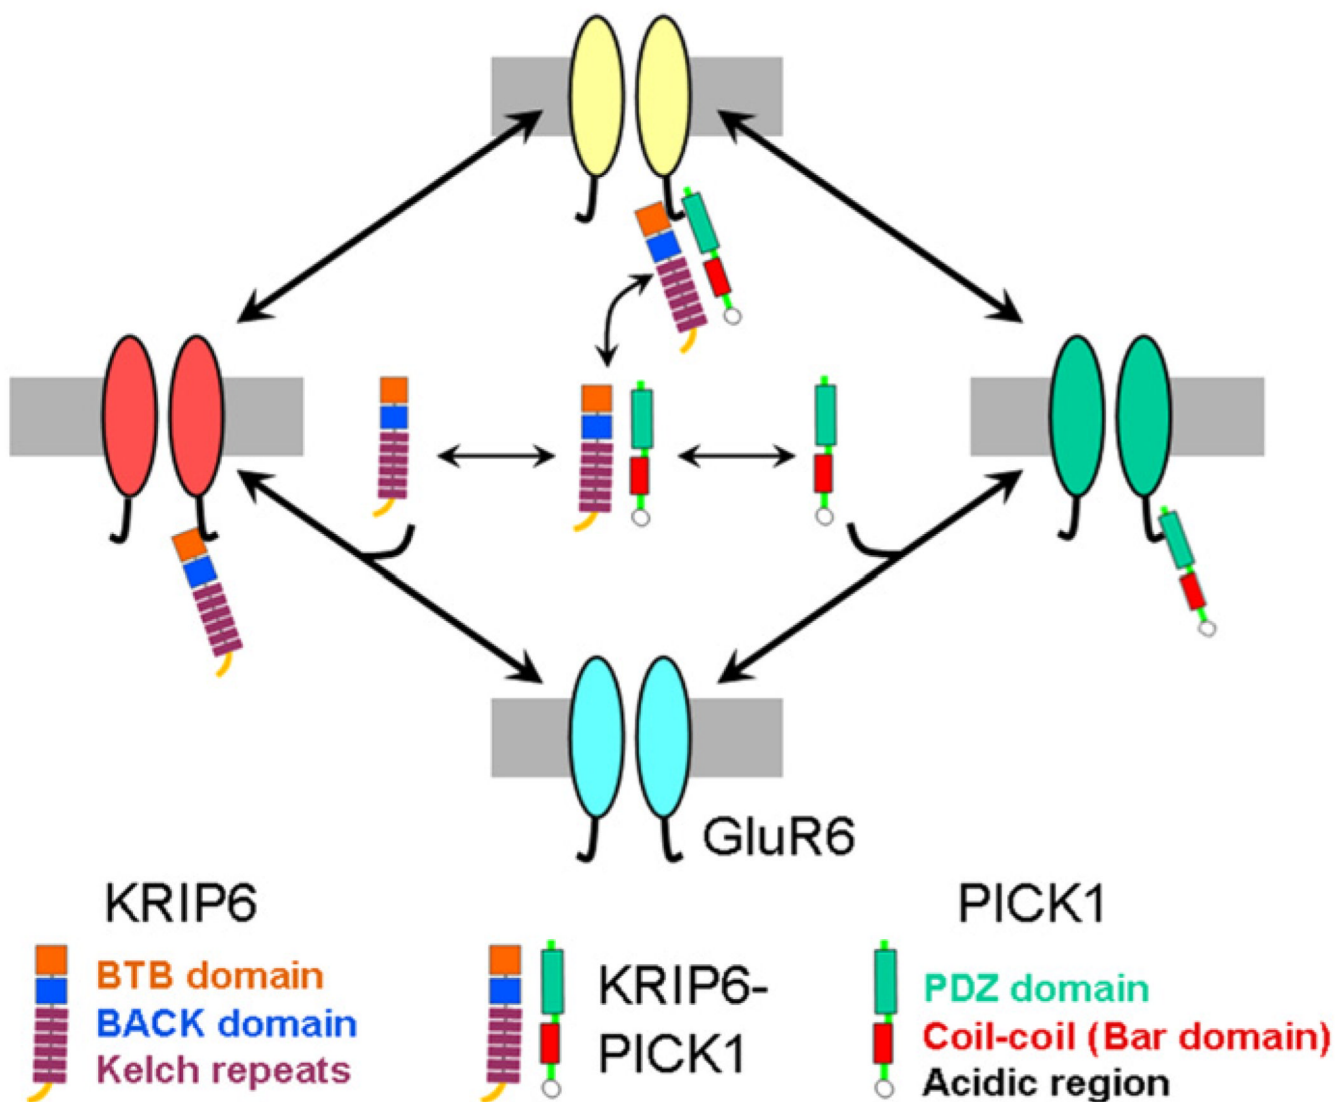 GluR6
KRIP6
BTB domain
BACK domain
Kelch repeats
KRIP6-
PICK1
PICK1
PDZ domain
Coil-coil (Bar domain)
Acidic region